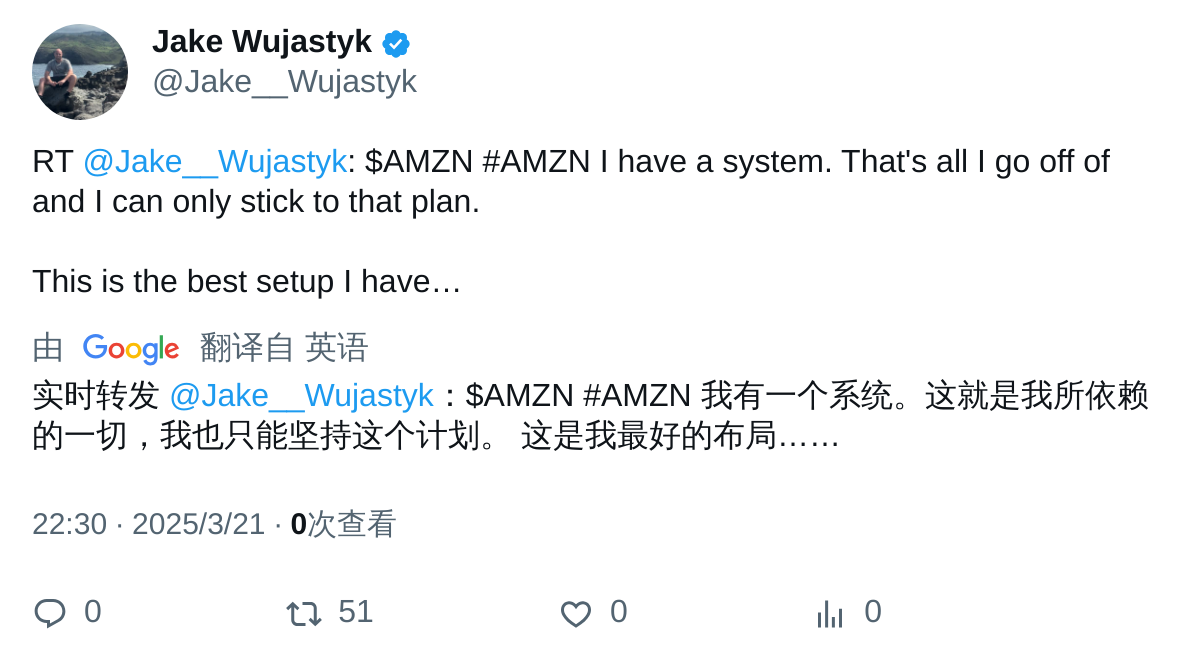 Jake Wujastyk
@Jake__Wujastyk
RT @Jake__Wujastyk: $AMZN #AMZN I have a system. That's all I go off of
and I can only stick to that plan.
This is the best setup I have…
由 Google 翻译自 英语
实时转发 @Jake__Wujastyk：$AMZN #AMZN 我有一个系统。这就是我所依赖
的一切，我也只能坚持这个计划。 这是我最好的布局……
22:30 · 2025/3/21 · 0次查看
0 51 0 0